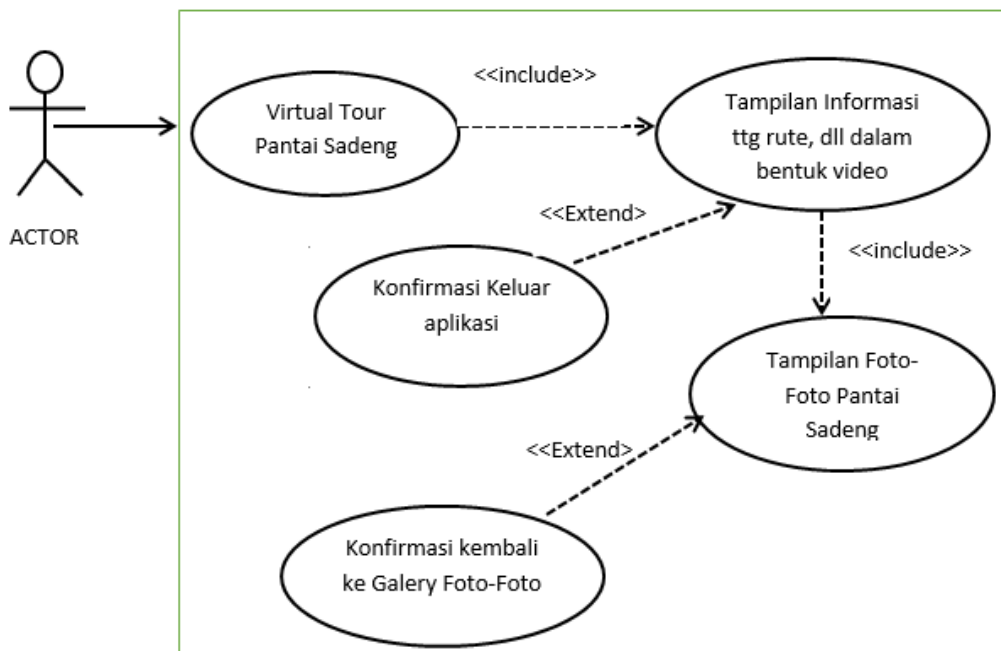 <<include>>
Virtual Tour
Pantai Sadeng
Tampilan Informasi
ttg rute, dll dalam
bentuk video
ACTOR
<<Extend>
<<include>>
Konfirmasi Keluar
aplikasi
Tampilan Foto-
Foto Pantai
Sadeng
<<Extend>
Konfirmasi kembali
ke Galery Foto-Foto